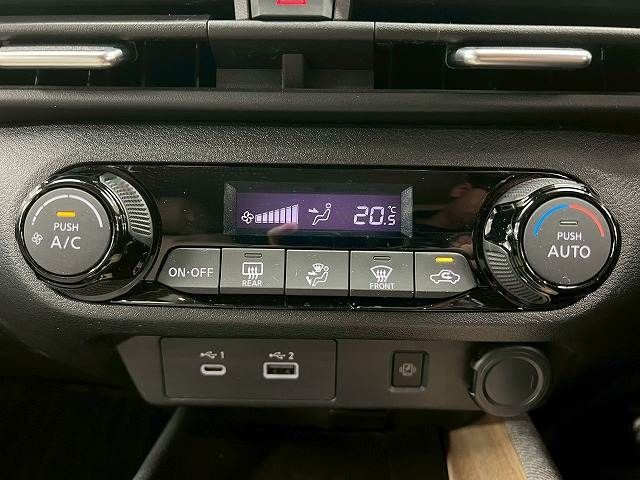 20.5 °C
PUSH
A/C
PUSH
AUTO
ON·OFF
REAR
FRONT
1
2